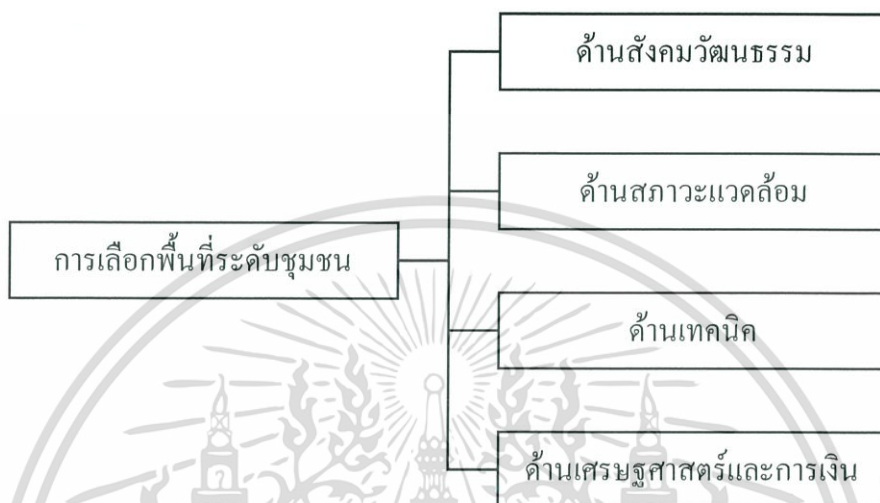 ด้านสังคมวัฒนธรรม
ด้านสภาวะแวดล้อม
การเลือกพื้นที่ระดับชุมชน
ด้านเทคนิค
ด้านเศรษฐศาสตร์และการเงิน